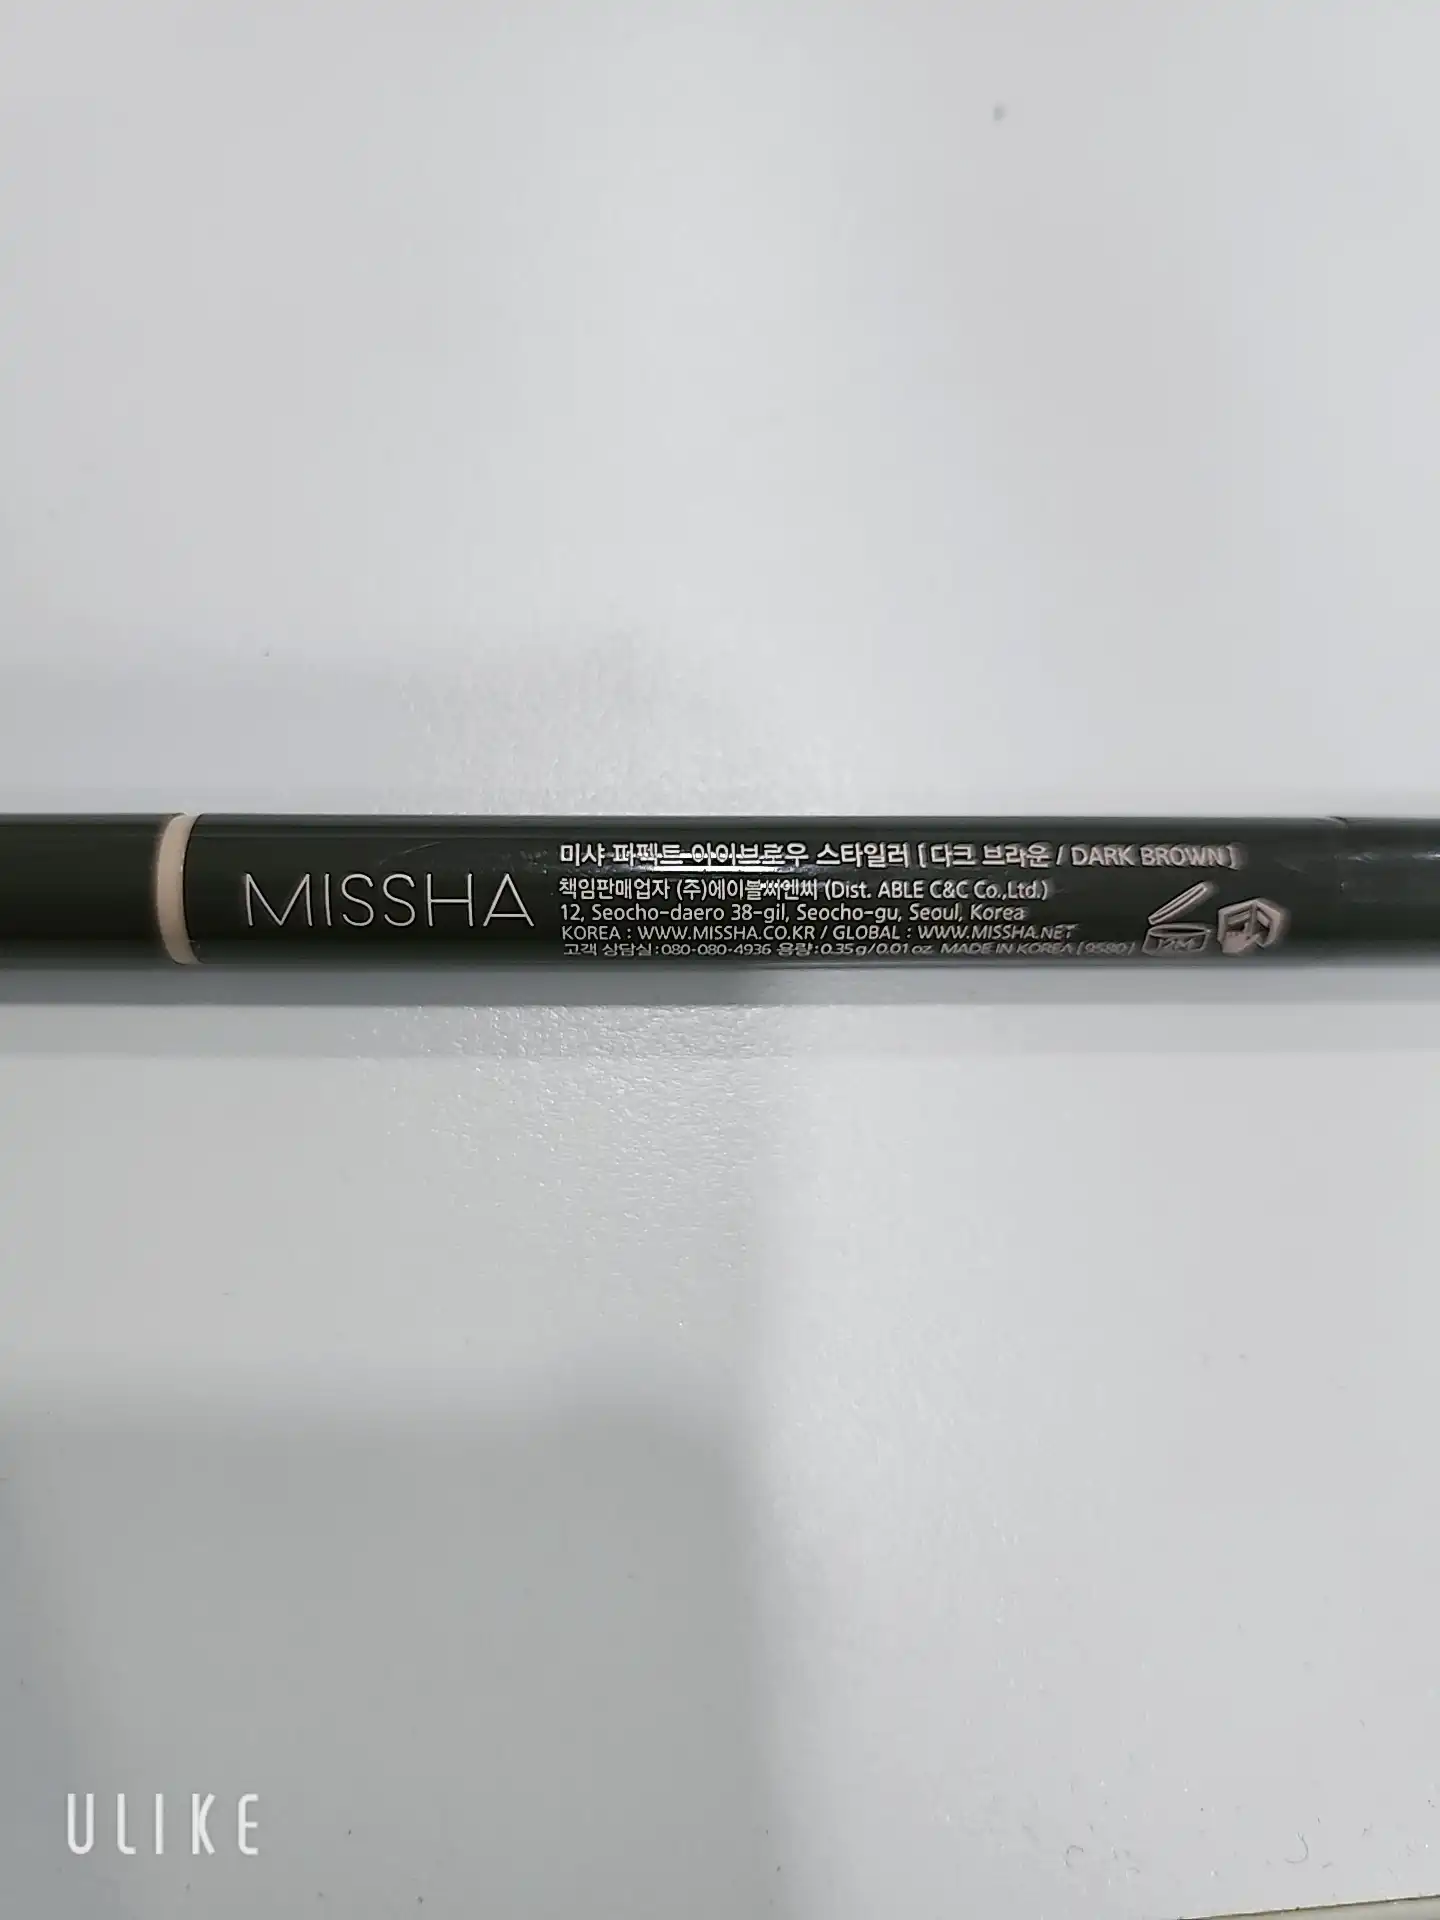 MISSHA
미샤 퍼펙트 아이브로우 스타일러 [ 다크 브라운 / DARK BROWN ]
책임판매업자 (주)에이블씨엔씨 (Dist. ABLE C&C Co.,Ltd.)
12, Seocho-daero 38-gil, Seocho-gu, Seoul, Korea
KOREA : WWW.MISSHA.CO.KR / GLOBAL : WWW.MISSHA.NET
고객 상담실 : 080-080-4936 용량 : 0.35g/0.01oz. MADE IN KOREA [9580]
12M
ULIKE